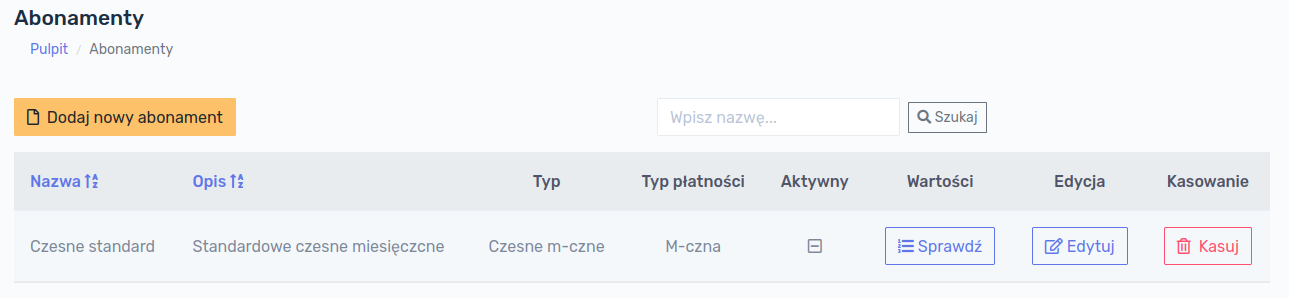 Abonamenty
Pulpit / Abonamenty
Dodaj nowy abonament Wpisz nazwę... Szukaj
Nazwa Opis Typ Typ płatności Aktywny Wartości Edycja Kasowanie
Czesne standard Standardowe czesne miesięczcne Czesne m-czne M-czna Sprawdź Edytuj Kasuj